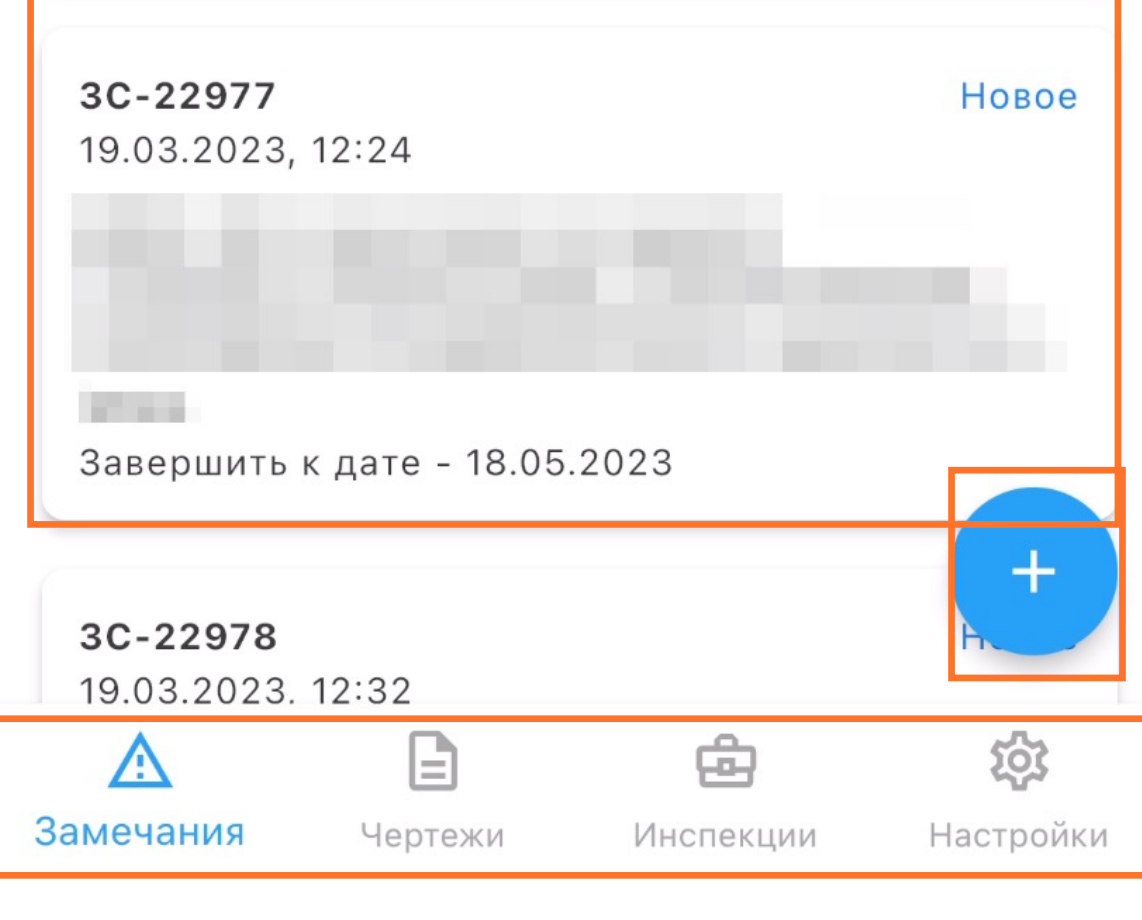 ЗС-22977
Новое
19.03.2023, 12:24
Завершить к дате - 18.05.2023
+
ЗС-22978
19.03.2023, 12:32
Замечания
Чертежи
Инспекции
Настройки